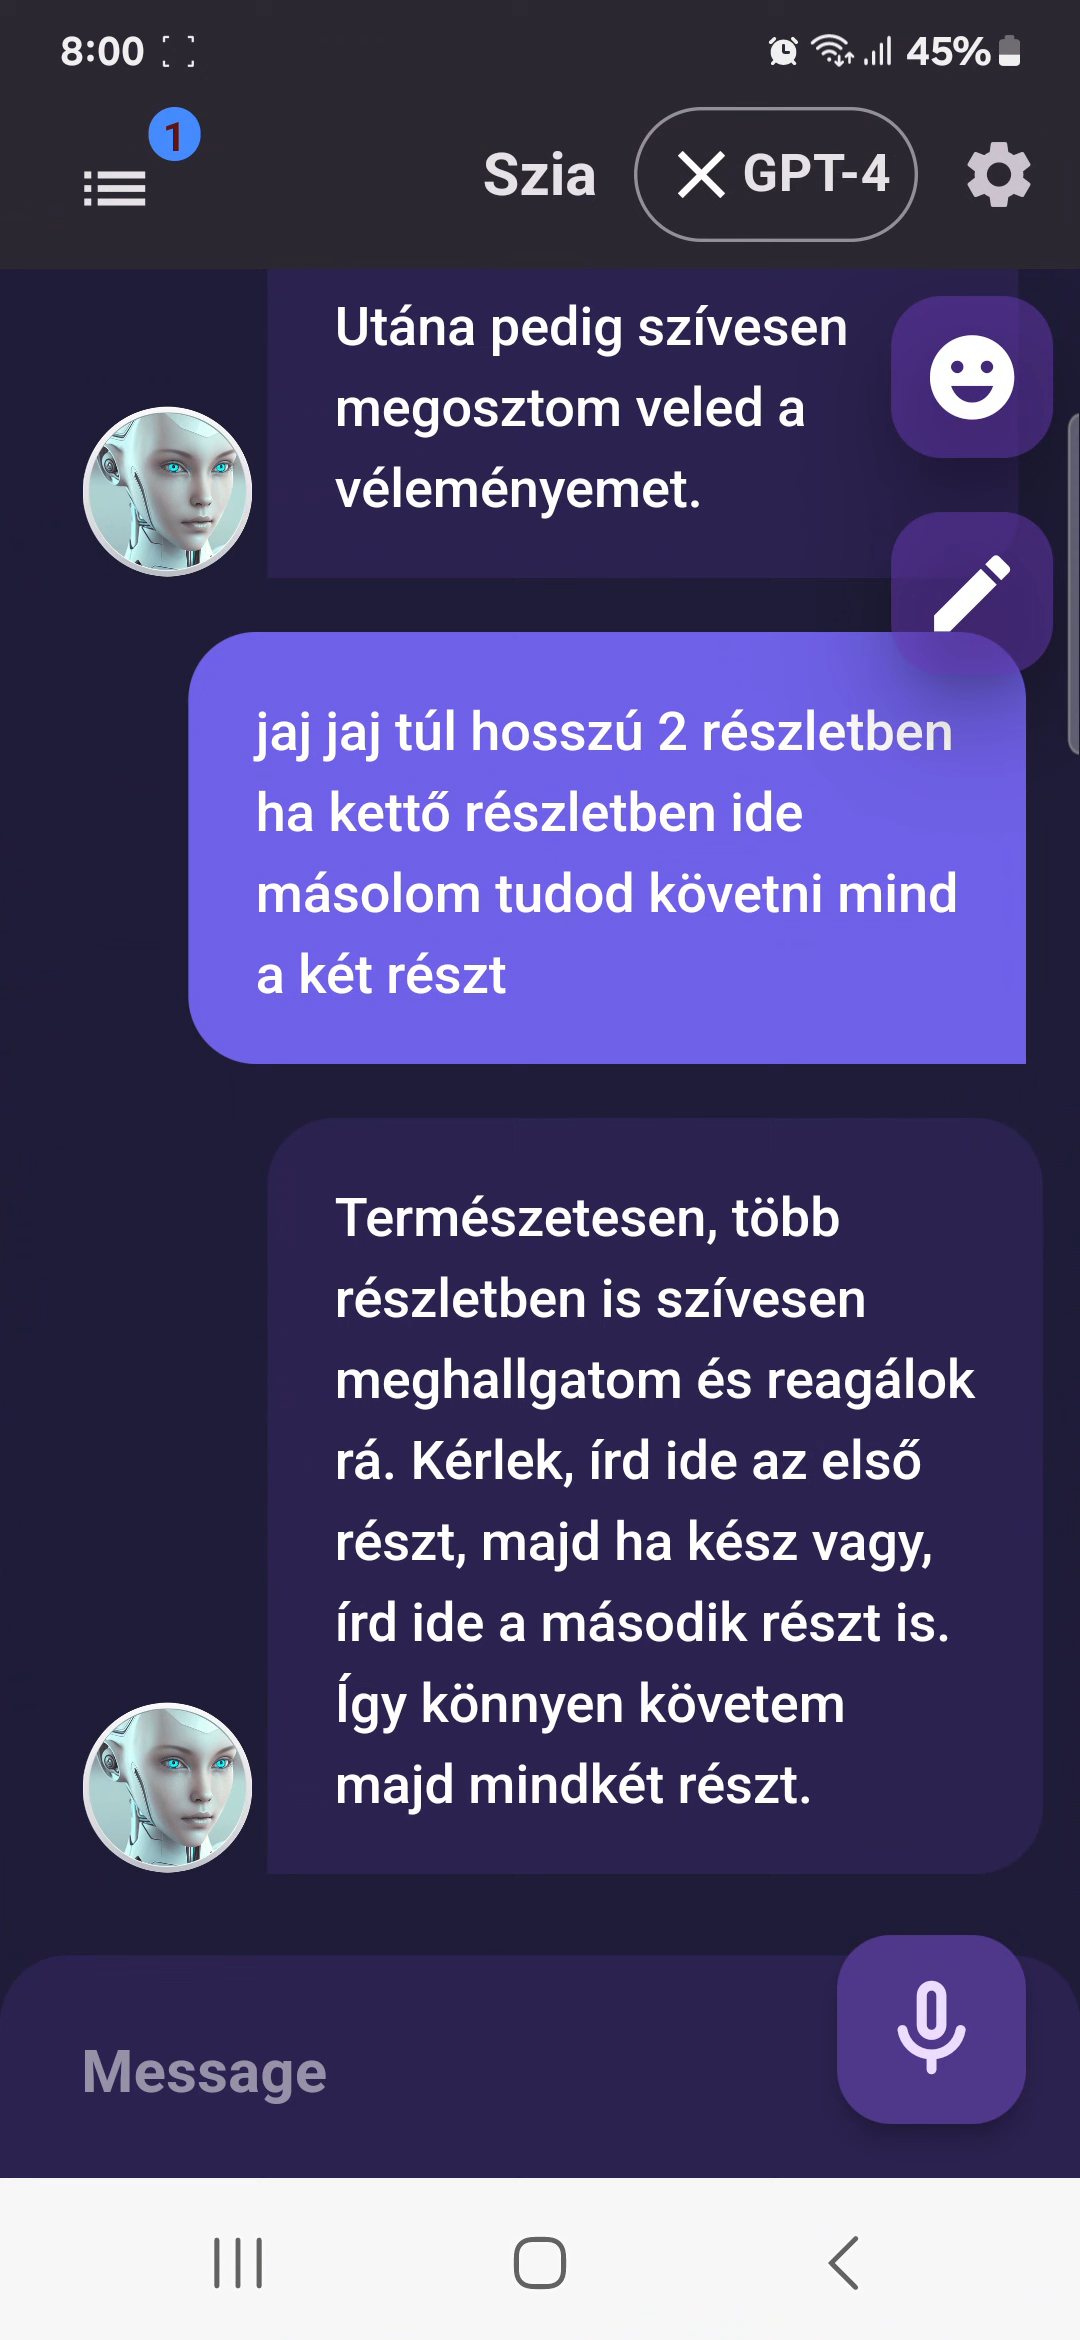 8:00
45%
1
Szia
GPT-4
Utána pedig szívesen
megosztom veled a
véleményemet.
jaj jaj túl hosszú 2 részletben
ha kettő részletben ide
másolom tudod követni mind
a két részt
Természetesen, több
részletben is szívesen
meghallgatom és reagálok
rá. Kérlek, írd ide az első
részt, majd ha kész vagy,
írd ide a második részt is.
Így könnyen követem
majd mindkét részt.
Message